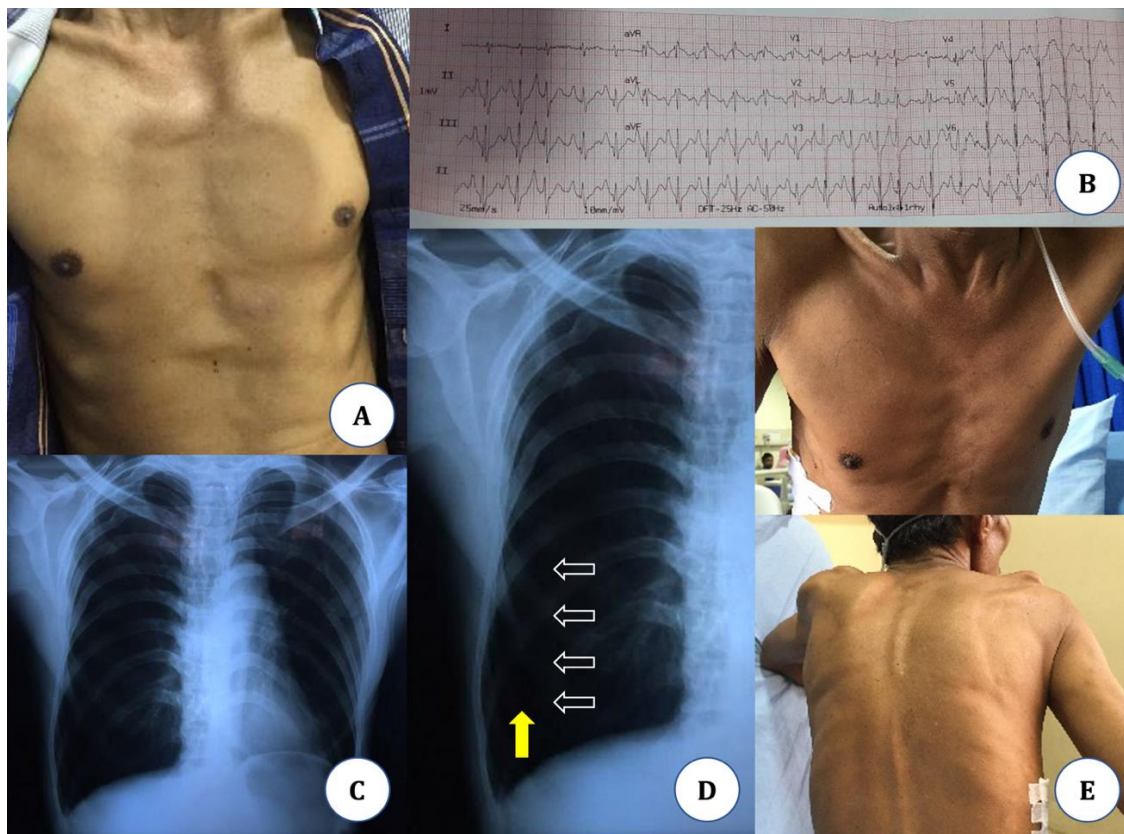 I
aVR
V1
V4
II
1mV
aVL
V2
V5
III
aVF
V3
V6
II
25mm/s
10mm/mV
DFT-25Hz AC-50Hz
B
A
C
D
E